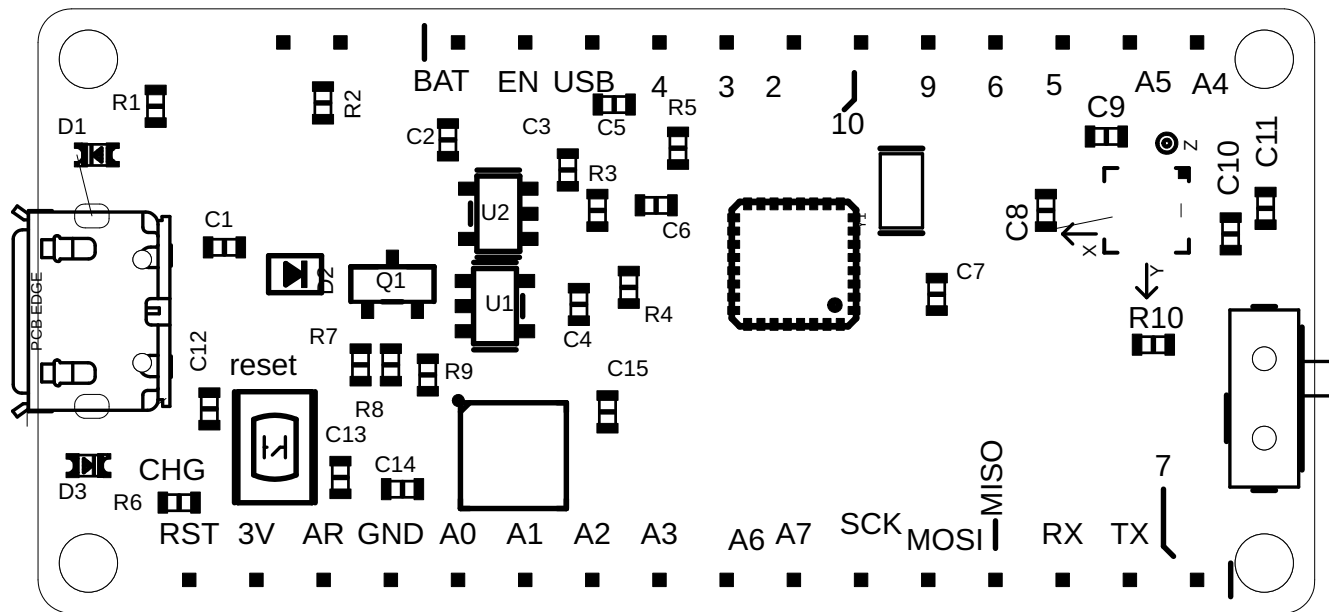 BAT EN USB 4 3 2 10 9 6 5 A5 A4
R1 R2 R5
D1 C2 C3 C5 C9
C10 C11
Z
R3
C1 U2 C6 Y1 C8
X Y
PCB EDGE
D2 Q1 U1 R4 C7
R7 C4 R10
C12 reset
R9 C15
R8
C13 C14
D3 CHG MISO 7
R6
RST 3V AR GND A0 A1 A2 A3 A6 A7 SCK MOSI RX TX